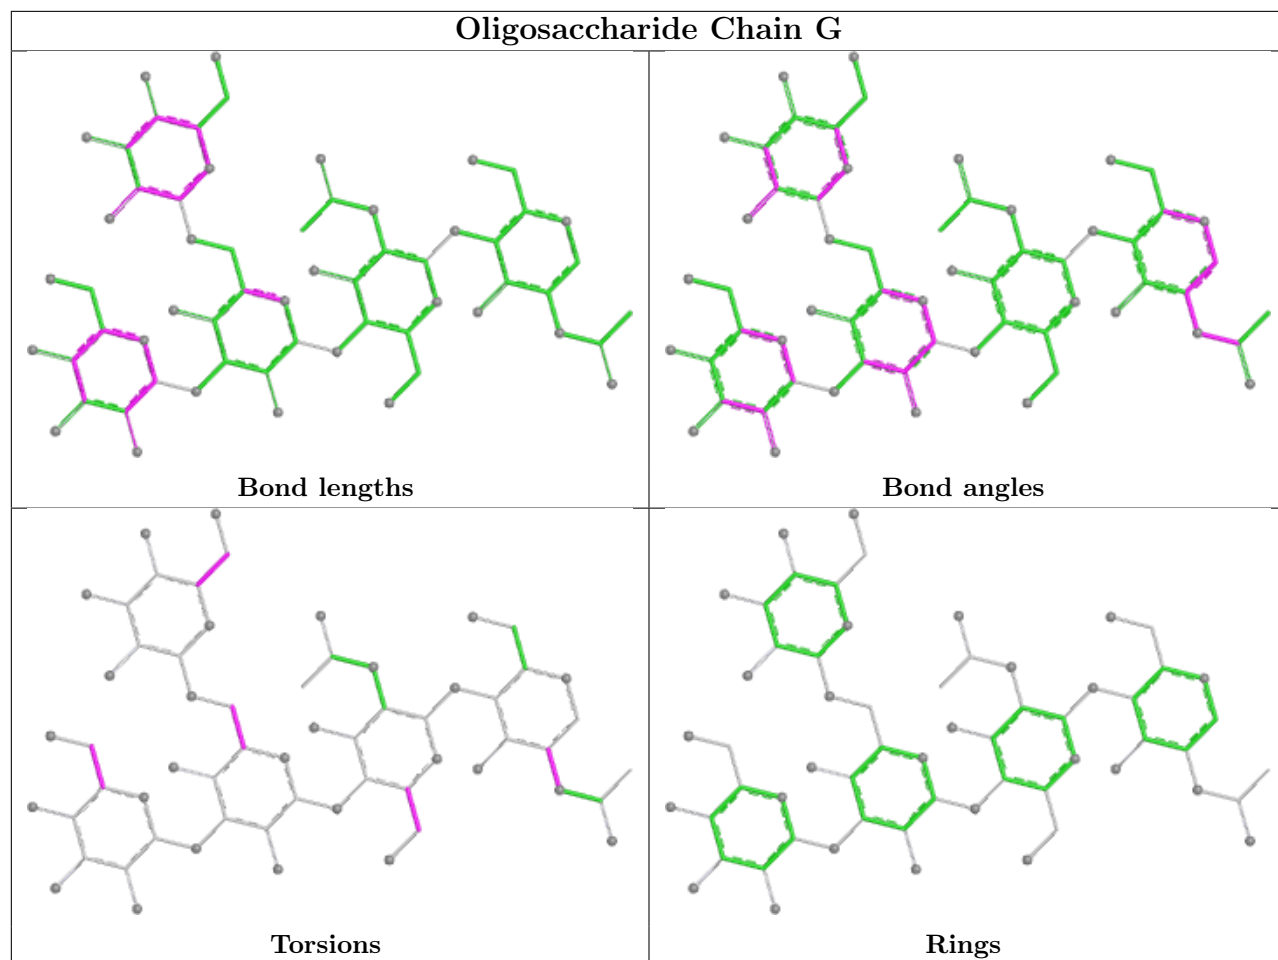 Oligosaccharide Chain G
Bond lengths
Bond angles
Torsions
Rings